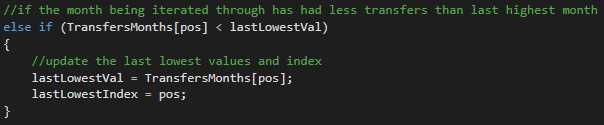 //if the month being iterated through has had less transfers than last highest month
else if (TransfersMonths[pos] < lastLowestVal)
{
    //update the last lowest values and index
    lastLowestVal = TransfersMonths[pos];
    lastLowestIndex = pos;
}